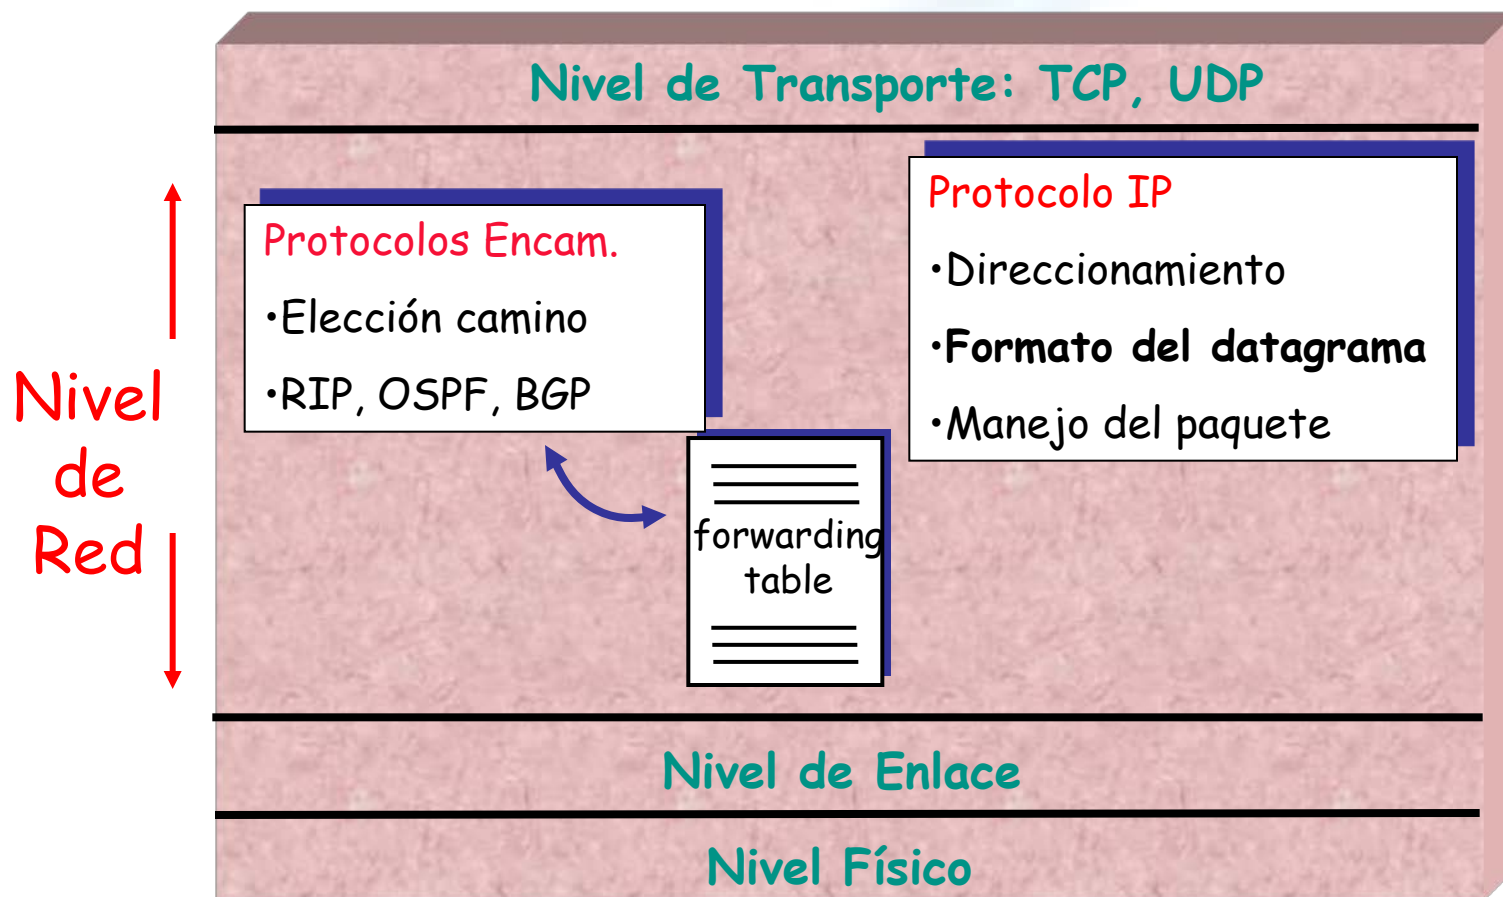 Nivel de Transporte: TCP, UDP
Nivel
de
Red
Protocolos Encam.
•Elección camino
•RIP, OSPF, BGP
Protocolo IP
•Direccionamiento
•Formato del datagrama
•Manejo del paquete
forwarding
table
Nivel de Enlace
Nivel Físico